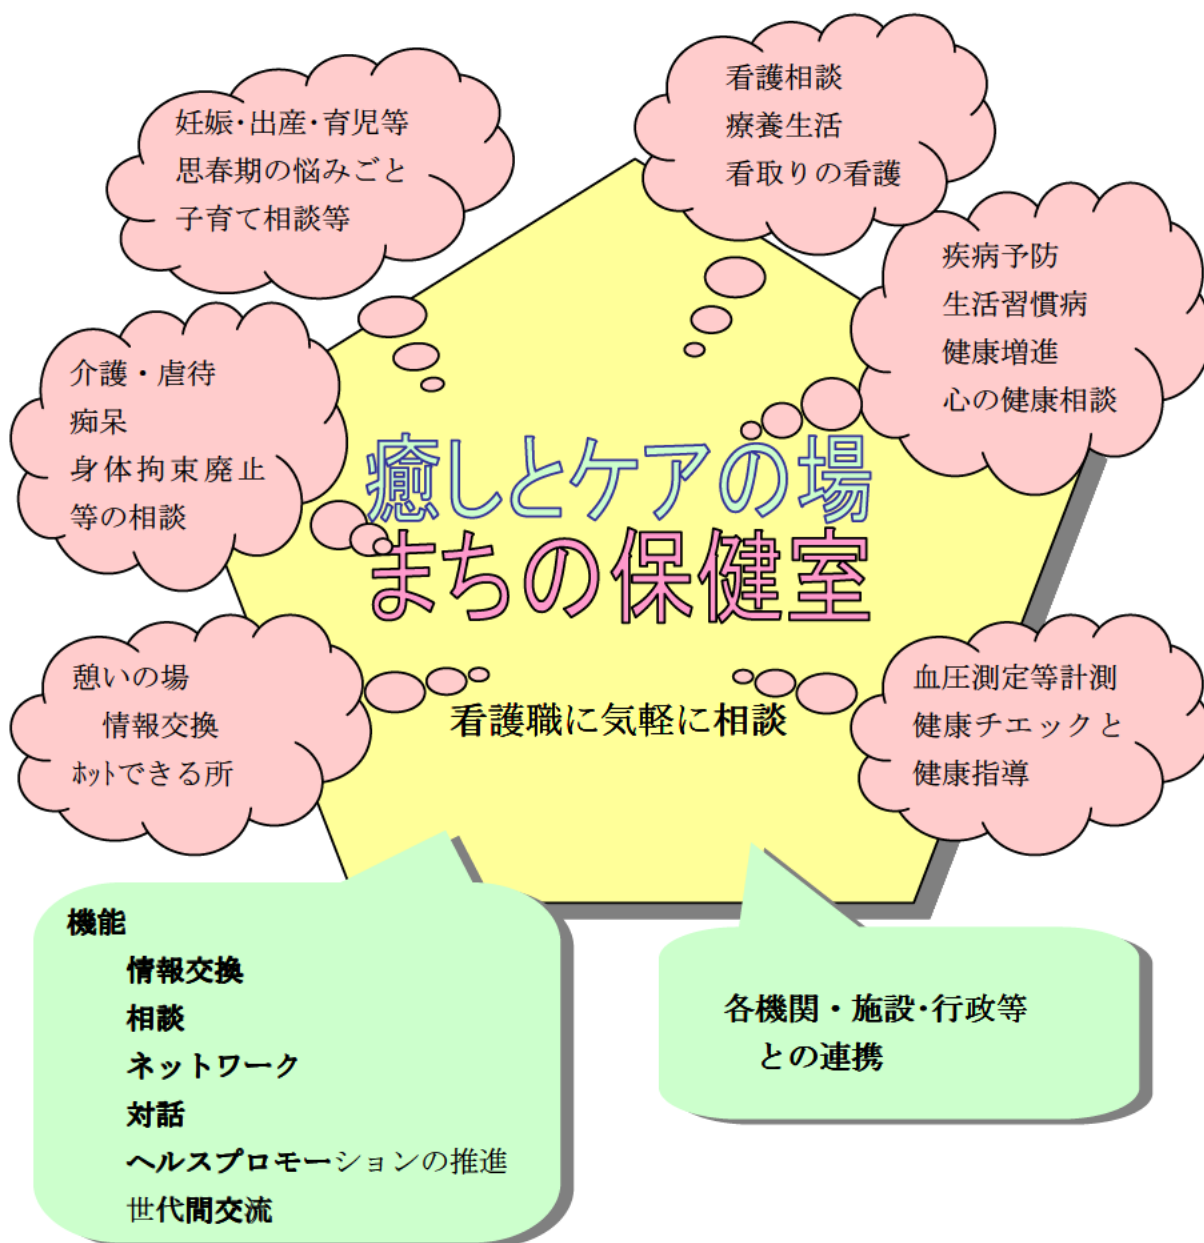 妊娠・出産・育児等
思春期の悩みごと
子育て相談等
看護相談
療養生活
看取りの看護
疾病予防
生活習慣病
健康増進
心の健康相談
介護・虐待
痴呆
身体拘束廃止
等の相談
癒しとケアの場
まちの保健室
憩いの場
情報交換
ﾎｯﾄできる所
看護職に気軽に相談
血圧測定等計測
健康チエックと
健康指導
機能
情報交換
相談
ネットワーク
対話
ヘルスプロモーションの推進
世代間交流
各機関・施設・行政等
との連携